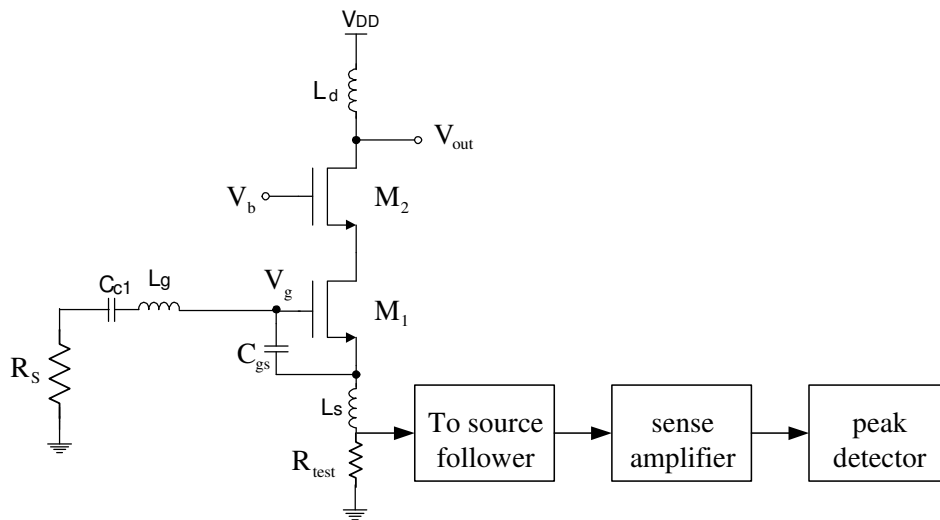 VDD
Ld
Vout
Vb
M2
Cc1
Lg
Vg
M1
RS
Cgs
Ls
Rtest
To source
follower
sense
amplifier
peak
detector